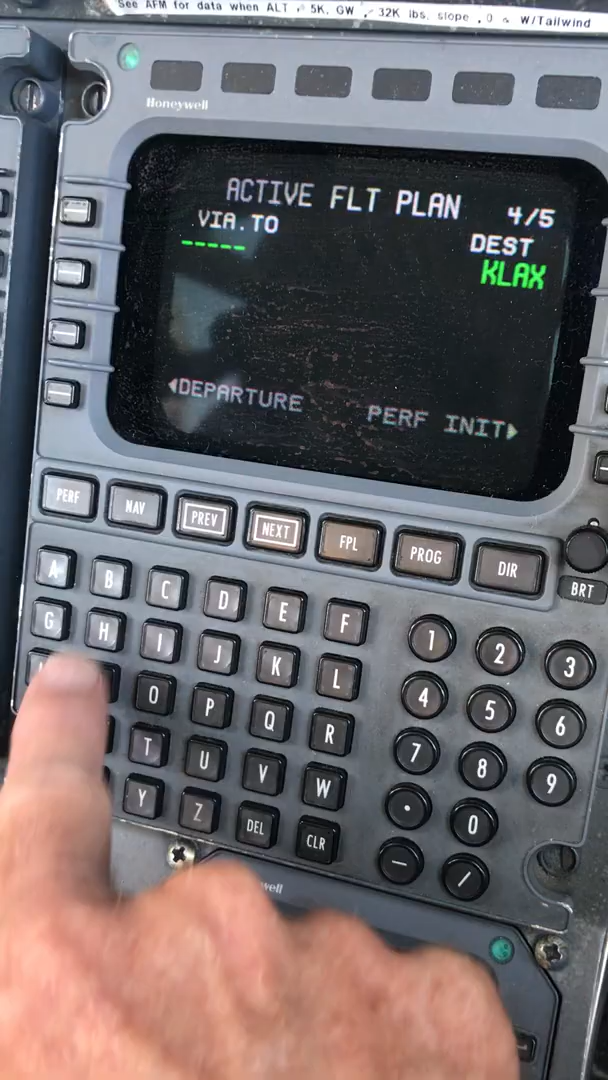 See AFM for data when ALT > 5K, GW > 32K lbs, slope > 0 & W/Tailwind
Honeywell
ACTIVE FLT PLAN 4/5
VIA.TO
DEST
-----
KLAX
◄DEPARTURE
PERF INIT►
PERF NAV PREV NEXT FPL PROG DIR
BRT
A B C D E F
1 2 3
G H I J K L
4 5 6
O P Q R
7 8 9
T U V W
• 0
Y Z DEL CLR
— /
well